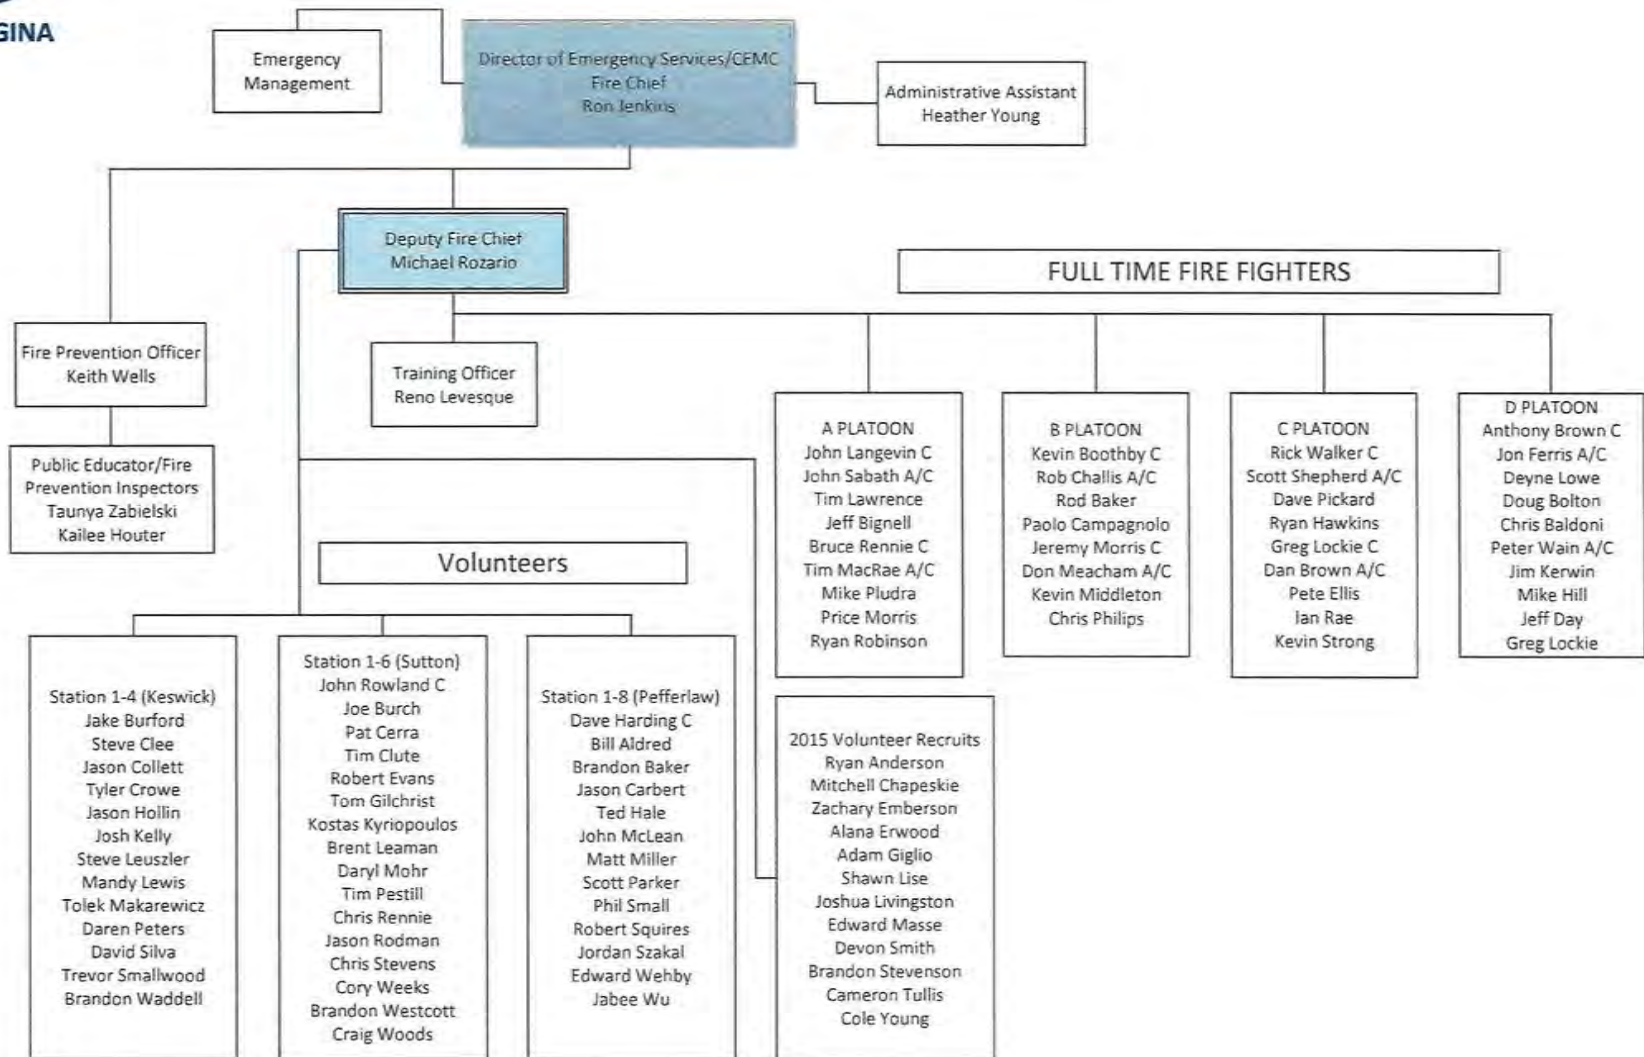 GINA
Emergency
Management
Director of Emergency Services/CEMC
Fire Chief
Ron Jenkins
Administrative Assistant
Heather Young
Deputy Fire Chief
Michael Rozario
FULL TIME FIRE FIGHTERS
Fire Prevention Officer
Keith Wells
Training Officer
Reno Levesque
Public Educator/Fire
Prevention Inspectors
Taunya Zabielski
Kailee Houter
A PLATOON
John Langevin C
John Sabath A/C
Tim Lawrence
Jeff Bignell
Bruce Rennie C
Tim MacRae A/C
Mike Pludra
Price Morris
Ryan Robinson
B PLATOON
Kevin Boothby C
Rob Challis A/C
Rod Baker
Paolo Campagnolo
Jeremy Morris C
Don Meacham A/C
Kevin Middleton
Chris Philips
C PLATOON
Rick Walker C
Scott Shepherd A/C
Dave Pickard
Ryan Hawkins
Greg Lockie C
Dan Brown A/C
Pete Ellis
Ian Rae
Kevin Strong
D PLATOON
Anthony Brown C
Jon Ferris A/C
Deyne Lowe
Doug Bolton
Chris Baldoni
Peter Wain A/C
Jim Kerwin
Mike Hill
Jeff Day
Greg Lockie
Volunteers
Station 1-4 (Keswick)
Jake Burford
Steve Clee
Jason Collett
Tyler Crowe
Jason Hollin
Josh Kelly
Steve Leuszler
Mandy Lewis
Tolek Makarewicz
Daren Peters
David Silva
Trevor Smallwood
Brandon Waddell
Station 1-6 (Sutton)
John Rowland C
Joe Burch
Pat Cerra
Tim Clute
Robert Evans
Tom Gilchrist
Kostas Kyriopoulos
Brent Leaman
Daryl Mohr
Tim Pestill
Chris Rennie
Jason Rodman
Chris Stevens
Cory Weeks
Brandon Westcott
Craig Woods
Station 1-8 (Pefferlaw)
Dave Harding C
Bill Aldred
Brandon Baker
Jason Carbert
Ted Hale
John McLean
Matt Miller
Scott Parker
Phil Small
Robert Squires
Jordan Szakal
Edward Wehby
Jabee Wu
2015 Volunteer Recruits
Ryan Anderson
Mitchell Chapeskie
Zachary Emberson
Alana Erwood
Adam Giglio
Shawn Lise
Joshua Livingston
Edward Masse
Devon Smith
Brandon Stevenson
Cameron Tullis
Cole Young